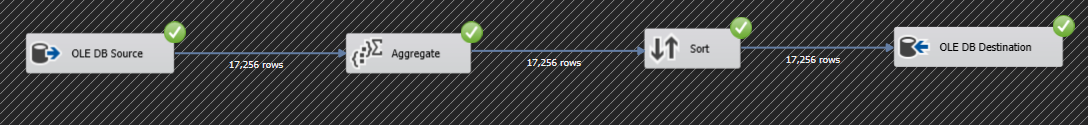 OLE DB Source
17,256 rows
Aggregate
17,256 rows
Sort
17,256 rows
OLE DB Destination